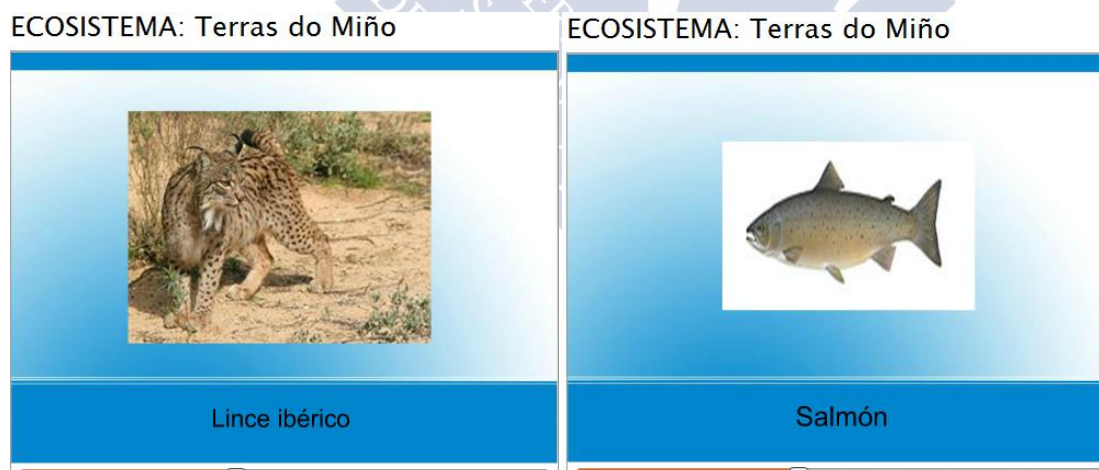 ECOSISTEMA: Terras do Miño
Lince ibérico
ECOSISTEMA: Terras do Miño
Salmón